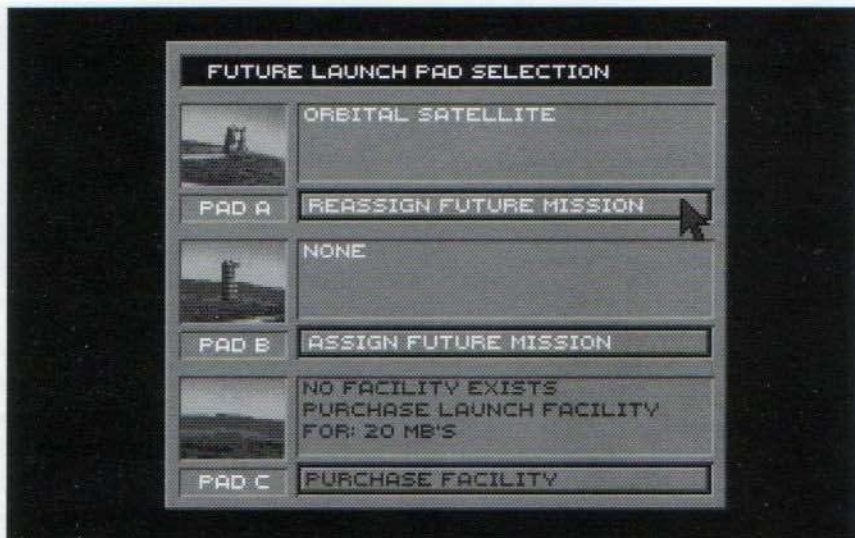 FUTURE LAUNCH PAD SELECTION
ORBITAL SATELLITE
PAD A
REASSIGN FUTURE MISSION
NONE
PAD B
ASSIGN FUTURE MISSION
NO FACILITY EXISTS
PURCHASE LAUNCH FACILITY
FOR: 20 MB'S
PAD C
PURCHASE FACILITY